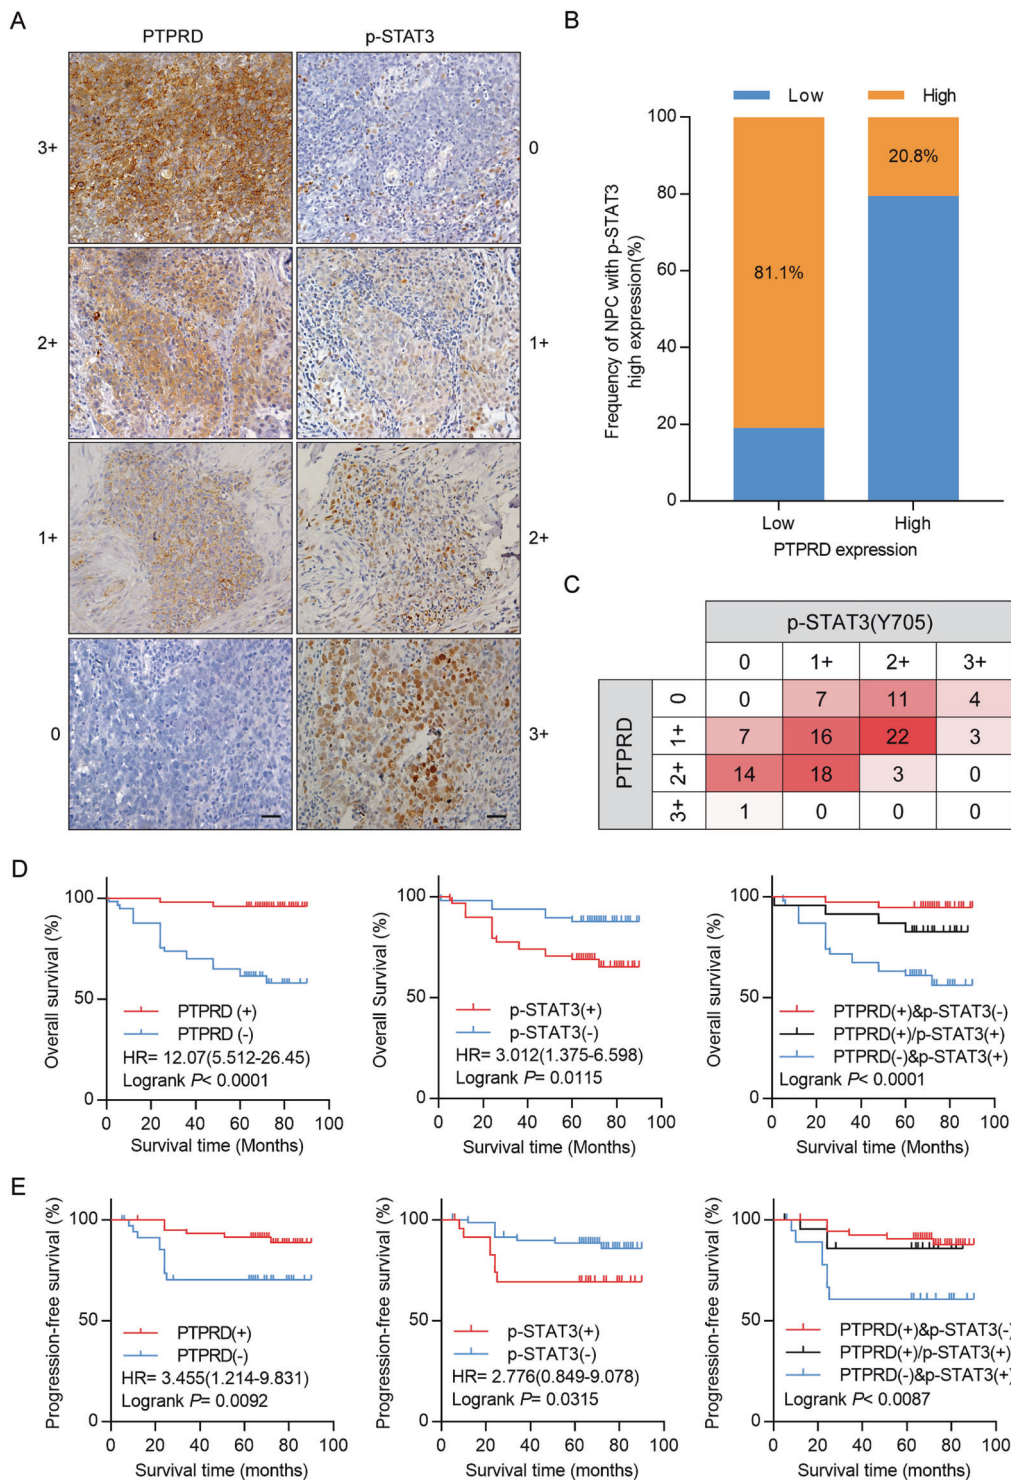 A
PTPRD
p-STAT3
3+
0
2+
1+
1+
2+
0
3+
B
Low
High
Frequency of NPC with p-STAT3
high expression(%)
100
80
60
40
20
0
81.1%
20.8%
Low
High
PTPRD expression
C
p-STAT3(Y705)
0
1+
2+
3+
PTPRD
0
0
7
11
4
1+
7
16
22
3
2+
14
18
3
0
3+
1
0
0
0
D
Overall survival (%)
100
50
0
PTPRD (+)
PTPRD (-)
HR= 12.07(5.512-26.45)
Logrank P< 0.0001
0 20 40 60 80 100
Survival time (Months)
Overall Survival (%)
100
50
0
p-STAT3(+)
p-STAT3(-)
HR= 3.012(1.375-6.598)
Logrank P= 0.0115
0 20 40 60 80 100
Survival time (Months)
Overall survival (%)
100
50
0
PTPRD(+)&p-STAT3(-)
PTPRD(+)/p-STAT3(+)
PTPRD(-)&p-STAT3(+)
Logrank P< 0.0001
0 20 40 60 80 100
Survival time (Months)
E
Progression-free survival (%)
100
50
0
PTPRD(+)
PTPRD(-)
HR= 3.455(1.214-9.831)
Logrank P= 0.0092
0 20 40 60 80 100
Survival time (months)
Progression-free survival (%)
100
50
0
p-STAT3(+)
p-STAT3(-)
HR= 2.776(0.849-9.078)
Logrank P= 0.0315
0 20 40 60 80 100
Survival time (months)
Progression-free survival (%)
100
50
0
PTPRD(+)&p-STAT3(-)
PTPRD(+)/p-STAT3(+)
PTPRD(-)&p-STAT3(+)
Logrank P< 0.0087
0 20 40 60 80 100
Survival time (months)